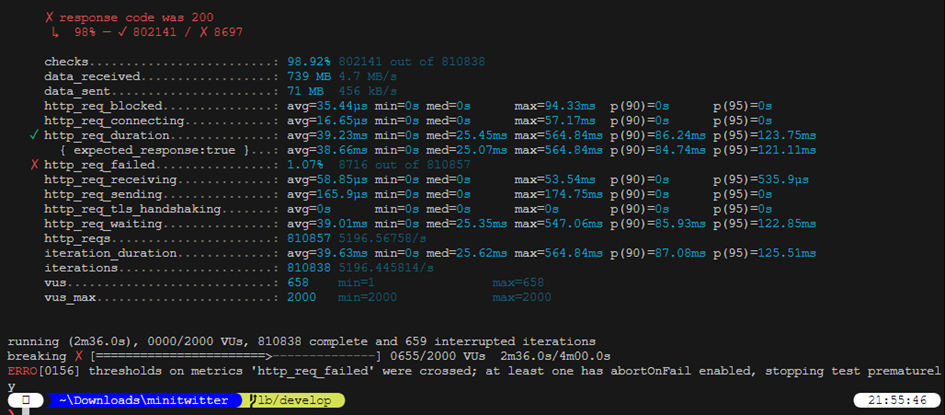 ✗ response code was 200
↳ 98% — ✓ 802141 / ✗ 8697
checks.........................: 98.92% 802141 out of 810838
data_received..................: 739 MB 4.7 MB/s
data_sent......................: 71 MB 456 kB/s
http_req_blocked...............: avg=35.44µs min=0s med=0s max=94.33ms p(90)=0s p(95)=0s
http_req_connecting............: avg=16.65µs min=0s med=0s max=57.17ms p(90)=0s p(95)=0s
✓ http_req_duration..............: avg=39.23ms min=0s med=25.45ms max=564.84ms p(90)=86.24ms p(95)=123.75ms
{ expected_response:true }...: avg=38.66ms min=0s med=25.07ms max=564.84ms p(90)=84.74ms p(95)=121.11ms
✗ http_req_failed................: 1.07% 8716 out of 810857
http_req_receiving.............: avg=58.85µs min=0s med=0s max=53.54ms p(90)=0s p(95)=535.9µs
http_req_sending...............: avg=165.9µs min=0s med=0s max=174.75ms p(90)=0s p(95)=0s
http_req_tls_handshaking.......: avg=0s min=0s med=0s max=0s p(90)=0s p(95)=0s
http_req_waiting...............: avg=39.01ms min=0s med=25.35ms max=547.06ms p(90)=85.93ms p(95)=122.85ms
http_reqs......................: 810857 5196.56758/s
iteration_duration.............: avg=39.63ms min=0s med=25.62ms max=564.84ms p(90)=87.08ms p(95)=125.51ms
iterations.....................: 810838 5196.445814/s
vus............................: 658 min=1 max=658
vus_max........................: 2000 min=2000 max=2000
running (2m36.0s), 0000/2000 VUs, 810838 complete and 659 interrupted iterations
breaking ✗ [=======================>--------------] 0655/2000 VUs 2m36.0s/4m00.0s
ERRO[0156] thresholds on metrics 'http_req_failed' were crossed; at least one has abortOnFail enabled, stopping test prematurel
y
~\Downloads\minitwitter lb/develop 21:55:46